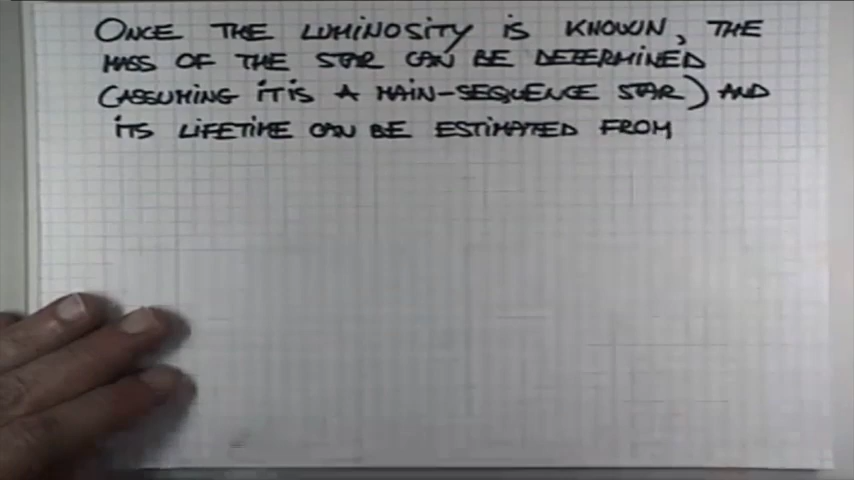 ONCE THE LUMINOSITY IS KNOWN, THE
MASS OF THE STAR CAN BE DETERMINED
(ASSUMING IT IS A MAIN-SEQUENCE STAR) AND
ITS LIFETIME CAN BE ESTIMATED FROM